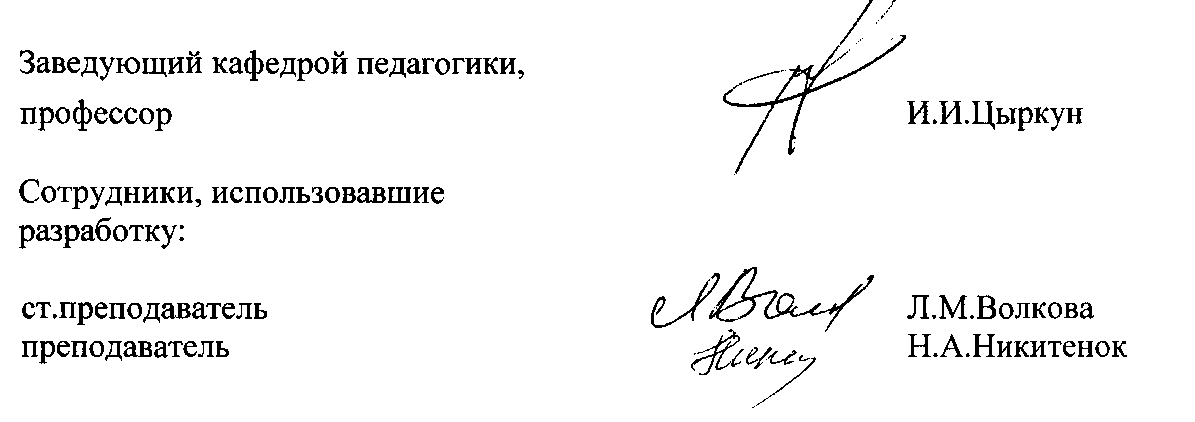 Заведующий кафедрой педагогики,
профессор И.И.Цыркун
Сотрудники, использовавшие
разработку:
ст.преподаватель Л.М.Волкова
преподаватель Н.А.Никитенок